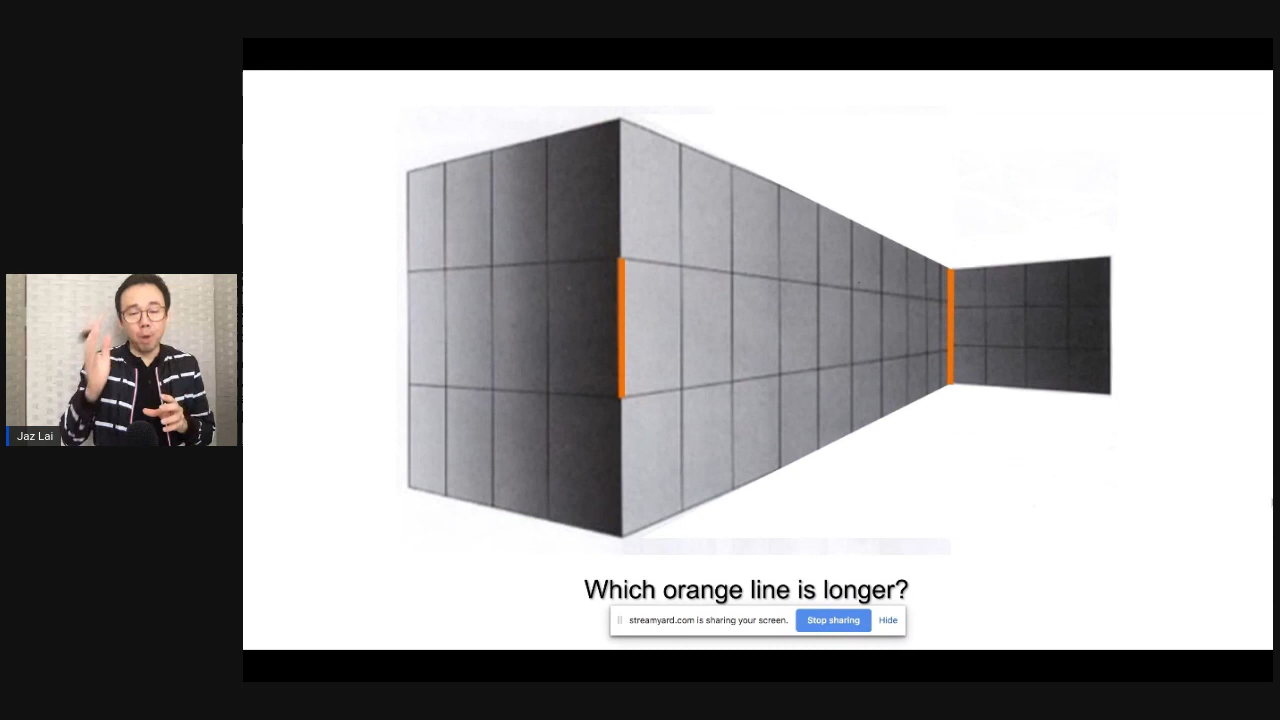 Jaz Lai
Which orange line is longer?
streamyard.com is sharing your screen. Stop sharing Hide